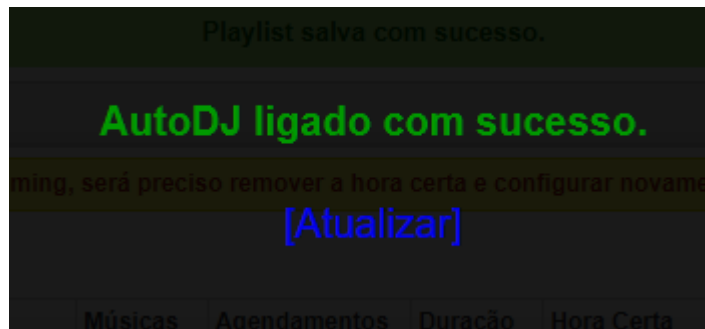 Playlist salva com sucesso.
AutoDJ ligado com sucesso.
ming, será preciso remover a hora certa e configurar novame
[Atualizar]
Músicas Agendamentos Duração Hora Certa